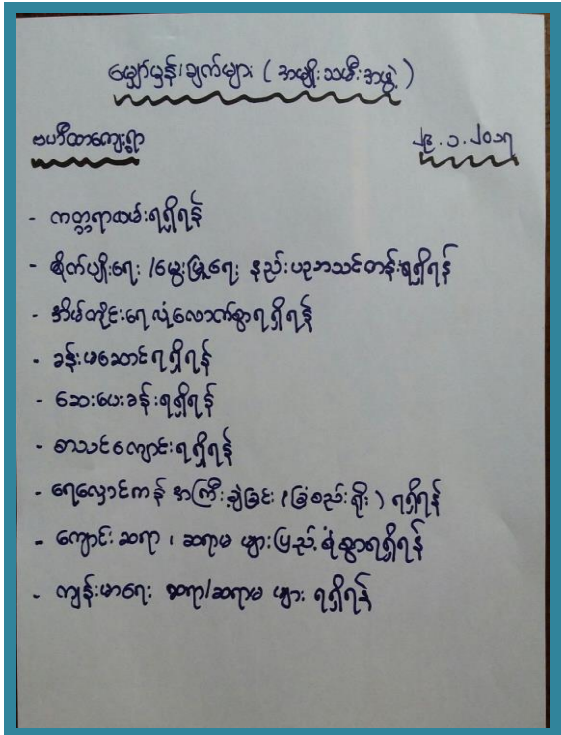 မျှော်မှန်းချက်များ (အမျိုးသမီးအဖွဲ့)
ဗဟိီထာကျေးရွာ ၂၉.၁.၂၀၁၇
- ကတ္တရာလမ်းရရှိရန်
- စိုက်ပျိုးရေး/မွေးမြူရေး နည်းပညာသင်တန်းရရှိရန်
- အိမ်တိုင်းရေလုံလောက်စွာရရှိရန်
- ခန်းမဆောင်ရရှိရန်
- ဆေးပေးခန်းရရှိရန်
- စာသင်ကျောင်းရရှိရန်
- ရေလှောင်ကန် အကြီးချဲ့ခြင်း (ခြံစည်းရိုး) ရရှိရန်
- ကျောင်းဆရာ၊ ဆရာမ များပြည့်စုံစွာရရှိရန်
- ကျန်းမာရေး ဆရာ/ဆရာမ များ ရရှိရန်